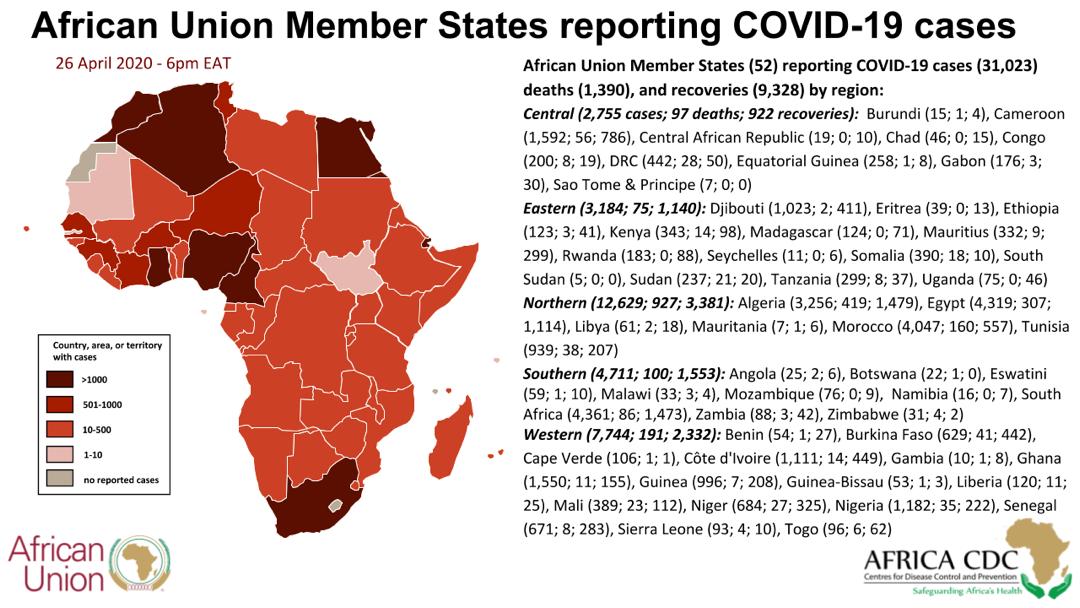 African Union Member States reporting COVID-19 cases
26 April 2020 - 6pm EAT
African Union Member States (52) reporting COVID-19 cases (31,023)
deaths (1,390), and recoveries (9,328) by region:
Central (2,755 cases; 97 deaths; 922 recoveries): Burundi (15; 1; 4), Cameroon
(1,592; 56; 786), Central African Republic (19; 0; 10), Chad (46; 0; 15), Congo
(200; 8; 19), DRC (442; 28; 50), Equatorial Guinea (258; 1; 8), Gabon (176; 3;
30), Sao Tome & Principe (7; 0; 0)
Eastern (3,184; 75; 1,140): Djibouti (1,023; 2; 411), Eritrea (39; 0; 13), Ethiopia
(123; 3; 41), Kenya (343; 14; 98), Madagascar (124; 0; 71), Mauritius (332; 9;
299), Rwanda (183; 0; 88), Seychelles (11; 0; 6), Somalia (390; 18; 10), South
Sudan (5; 0; 0), Sudan (237; 21; 20), Tanzania (299; 8; 37), Uganda (75; 0; 46)
Northern (12,629; 927; 3,381): Algeria (3,256; 419; 1,479), Egypt (4,319; 307;
1,114), Libya (61; 2; 18), Mauritania (7; 1; 6), Morocco (4,047; 160; 557), Tunisia
(939; 38; 207)
Southern (4,711; 100; 1,553): Angola (25; 2; 6), Botswana (22; 1; 0), Eswatini
(59; 1; 10), Malawi (33; 3; 4), Mozambique (76; 0; 9), Namibia (16; 0; 7), South
Africa (4,361; 86; 1,473), Zambia (88; 3; 42), Zimbabwe (31; 4; 2)
Western (7,744; 191; 2,332): Benin (54; 1; 27), Burkina Faso (629; 41; 442),
Cape Verde (106; 1; 1), Côte d'Ivoire (1,111; 14; 449), Gambia (10; 1; 8), Ghana
(1,550; 11; 155), Guinea (996; 7; 208), Guinea-Bissau (53; 1; 3), Liberia (120; 11;
25), Mali (389; 23; 112), Niger (684; 27; 325), Nigeria (1,182; 35; 222), Senegal
(671; 8; 283), Sierra Leone (93; 4; 10), Togo (96; 6; 62)
Country, area, or territory
with cases
>1000
501-1000
10-500
1-10
no reported cases
African
Union
AFRICA CDC
Centres for Disease Control and Prevention
Safeguarding Africa's Health